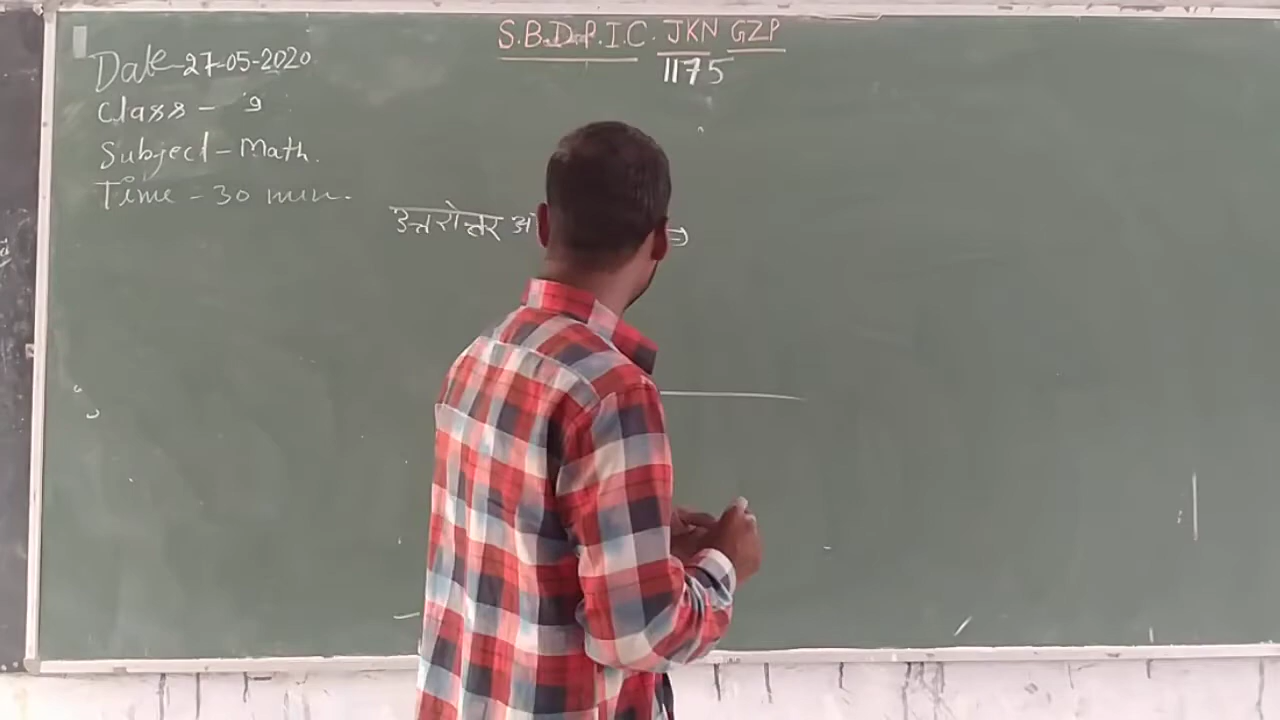 S.B.D.P.I.C. JKN GZP
1175
Date-27-05-2020
Class - 9
Subject-Math.
Time - 30 min.
उत्तरोत्तर